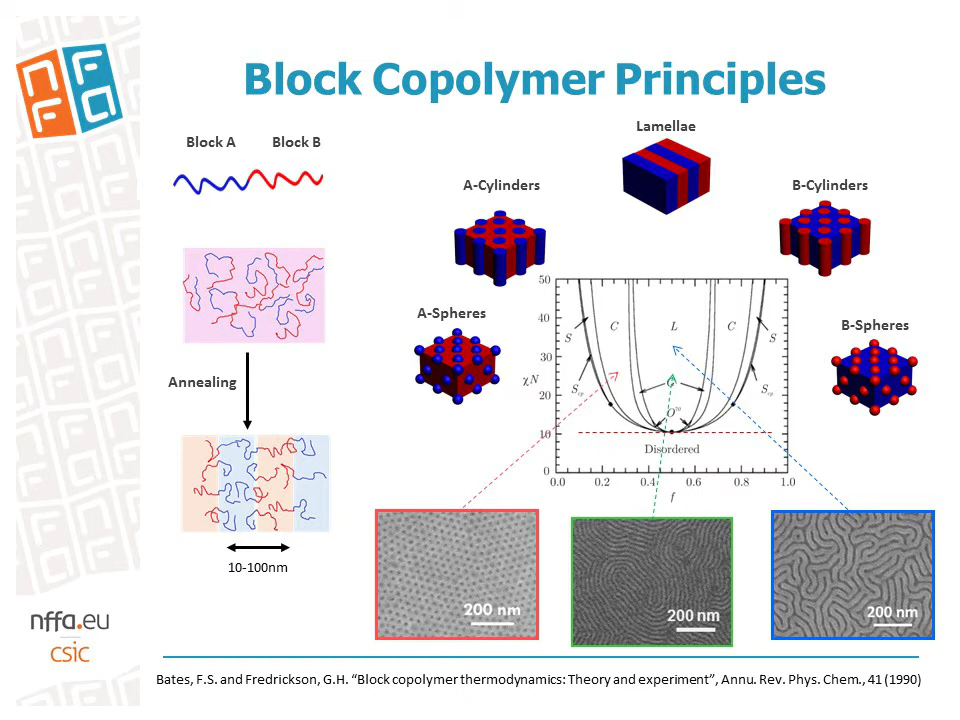 Block Copolymer Principles
Block A
Block B
Lamellae
A-Cylinders
B-Cylinders
A-Spheres
B-Spheres
Annealing
10-100nm
50
40
30
20
10
0
χN
0.0
0.2
0.4
0.6
0.8
1.0
f
S
C
L
C
S
Scp
G
Scp
O70
Disordered
200 nm
200 nm
200 nm
nffa.eu
csic
Bates, F.S. and Fredrickson, G.H. “Block copolymer thermodynamics: Theory and experiment”, Annu. Rev. Phys. Chem., 41 (1990)